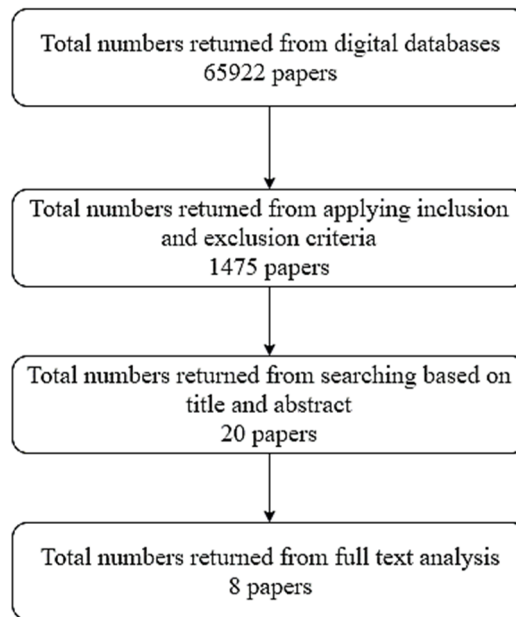 Total numbers returned from digital databases
65922 papers
Total numbers returned from applying inclusion
and exclusion criteria
1475 papers
Total numbers returned from searching based on
title and abstract
20 papers
Total numbers returned from full text analysis
8 papers